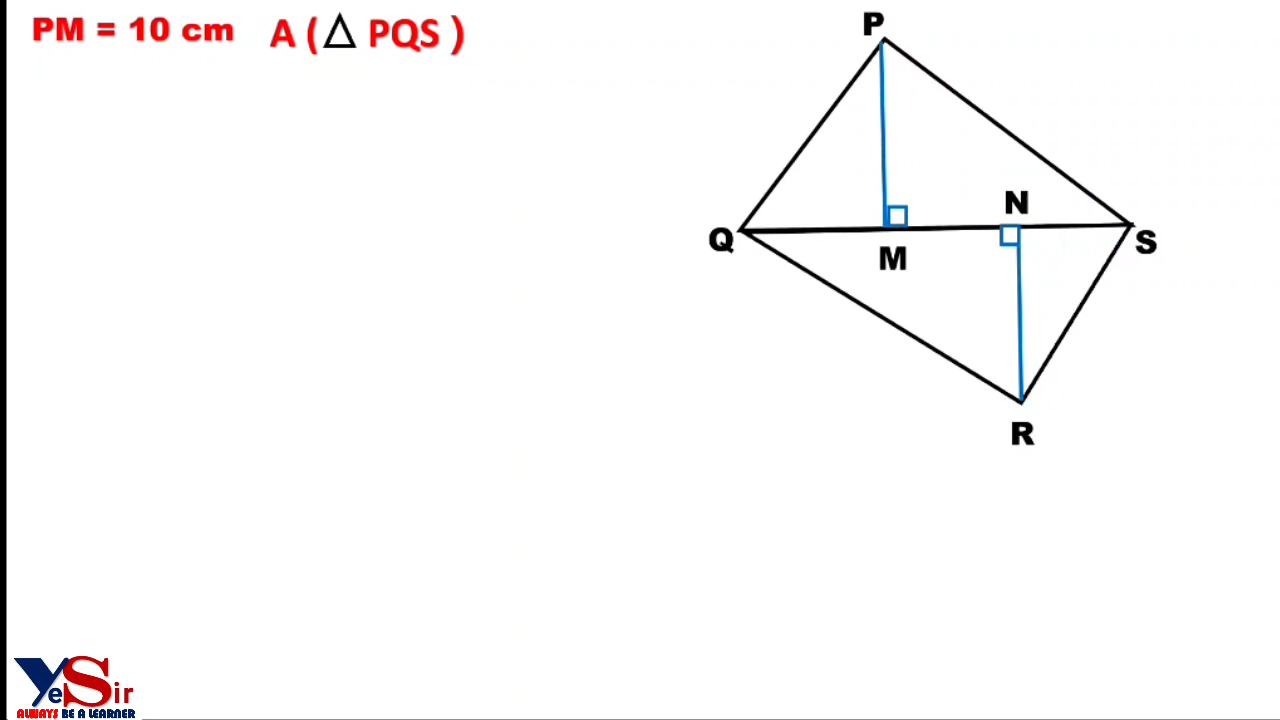 PM = 10 cm A ( △ PQS )
P
N
Q
S
M
R
YeSir
ALWAYS BE A LEARNER